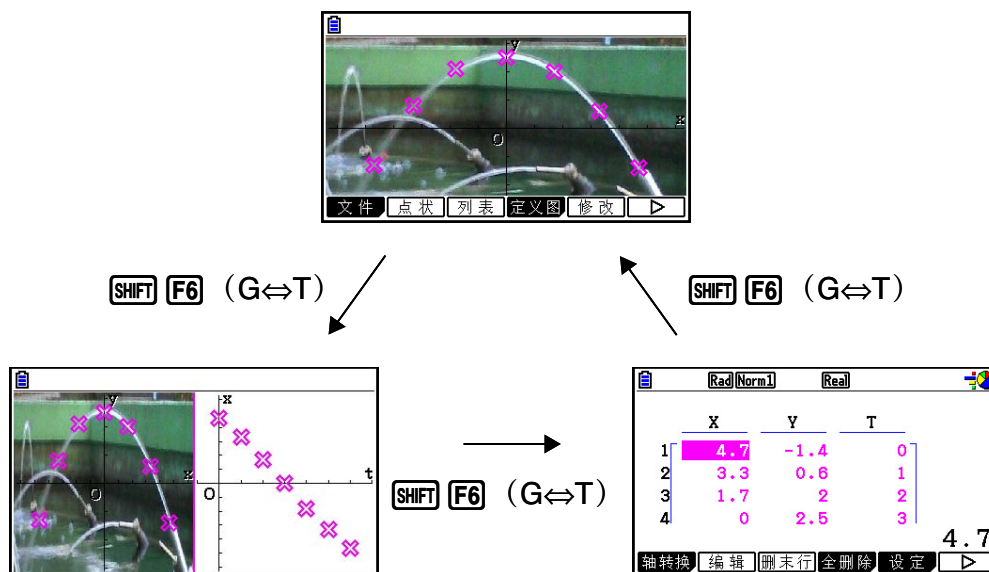 y
x
O
文件 点状 列表 定义图 修改 ▷
SHIFT F6 （G⇔T）
SHIFT F6 （G⇔T）
y
x
O
x
t
O
SHIFT F6 （G⇔T）
Rad Norm1 Real
X Y T
1 4.7 -1.4 0
2 3.3 0.6 1
3 1.7 2 2
4 0 2.5 3
4.7
轴转换 编辑 删末行 全删除 设定 ▷